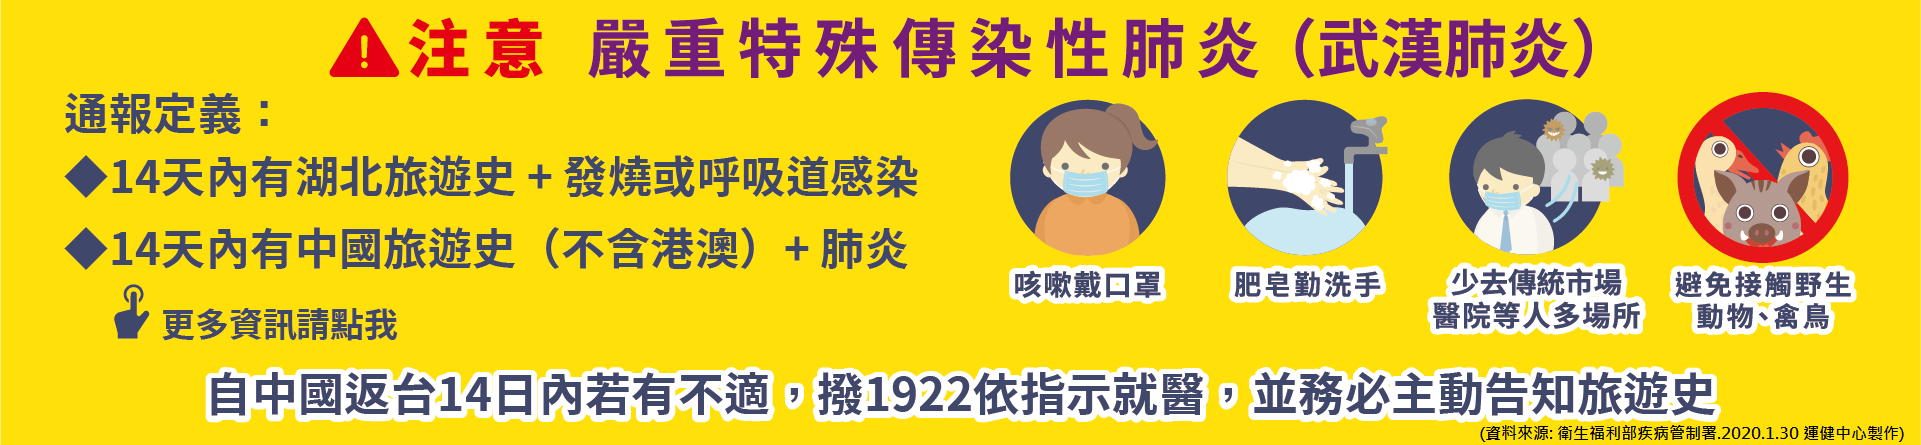 注意 嚴重特殊傳染性肺炎（武漢肺炎）
通報定義：
◆14天內有湖北旅遊史 + 發燒或呼吸道感染
◆14天內有中國旅遊史（不含港澳）+ 肺炎
更多資訊請點我
咳嗽戴口罩
肥皂勤洗手
少去傳統市場
醫院等人多場所
避免接觸野生
動物、禽鳥
自中國返台14日內若有不適，撥1922依指示就醫，並務必主動告知旅遊史
(資料來源: 衛生福利部疾病管制署.2020.1.30 運健中心製作)